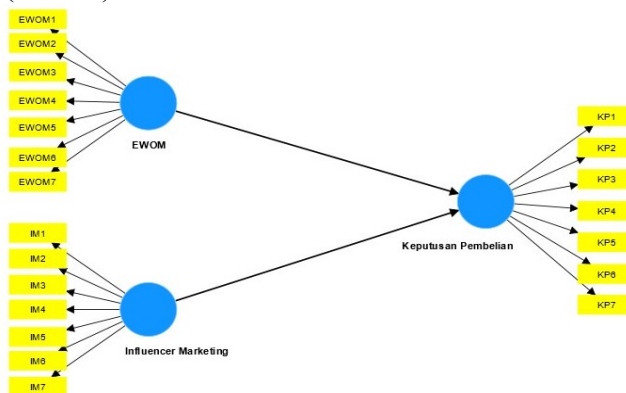 EWOM1
EWOM2
EWOM3
EWOM4
EWOM5
EWOM6
EWOM7
EWOM
IM1
IM2
IM3
IM4
IM5
IM6
IM7
Influencer Marketing
Keputusan Pembelian
KP1
KP2
KP3
KP4
KP5
KP6
KP7